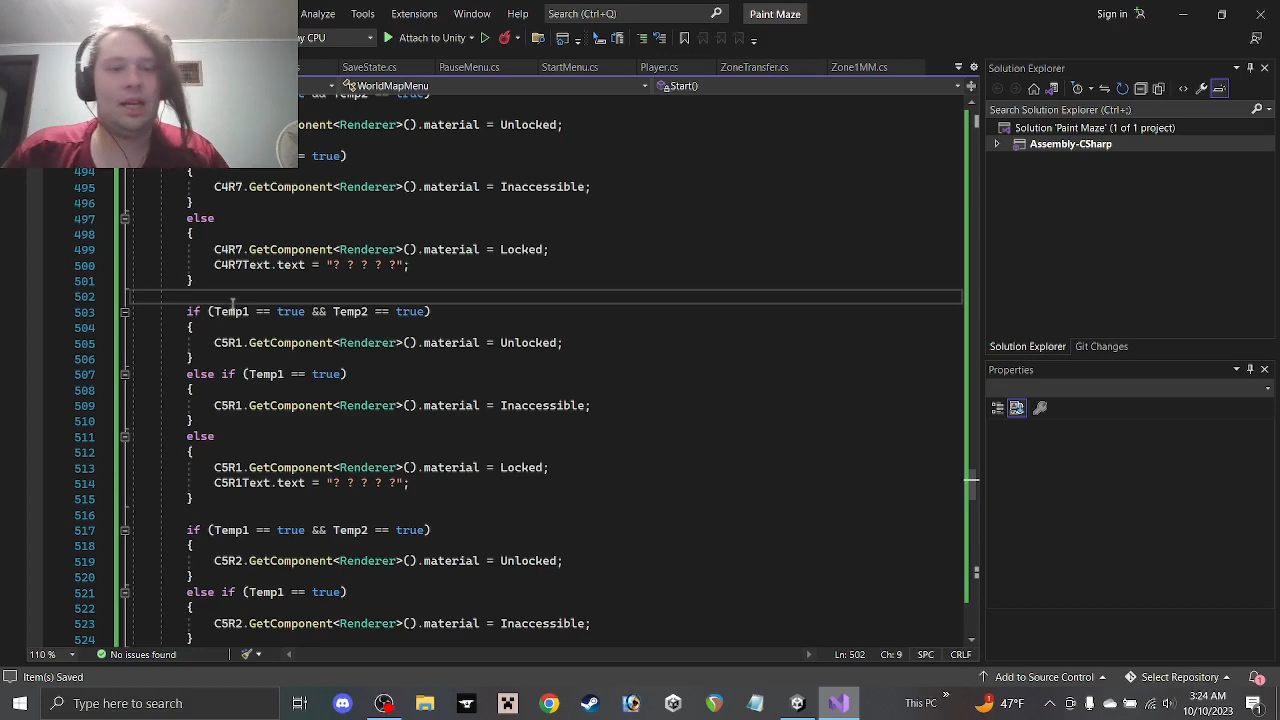 Analysis Tools Extensions Window Help Search (Ctrl+Q) Paint Maze Sign in
y CPU Attach to Unity
SaveState.cs PauseMenu.cs StartMenu.cs Player.cs ZoneTransfer.cs Zone1MM.cs
WorldMapMenu Start()
ponent<Renderer>().material = Unlocked;
= true)
494 {
495 C4R7.GetComponent<Renderer>().material = Inaccessible;
496 }
497 else
498 {
499 C4R7.GetComponent<Renderer>().material = Locked;
500 C4R7Text.text = "? ? ? ? ?";
501 }
502
503 if (Temp1 == true && Temp2 == true)
504 {
505 C5R1.GetComponent<Renderer>().material = Unlocked;
506 }
507 else if (Temp1 == true)
508 {
509 C5R1.GetComponent<Renderer>().material = Inaccessible;
510 }
511 else
512 {
513 C5R1.GetComponent<Renderer>().material = Locked;
514 C5R1Text.text = "? ? ? ? ?";
515 }
516
517 if (Temp1 == true && Temp2 == true)
518 {
519 C5R2.GetComponent<Renderer>().material = Unlocked;
520 }
521 else if (Temp1 == true)
522 {
523 C5R2.GetComponent<Renderer>().material = Inaccessible;
524 }
110 % No issues found Ln: 502 Ch: 9 SPC CRLF
Solution Explorer
Search Solution Explorer (Ctrl+;)
Solution 'Paint Maze' (1 of 1 project)
Assembly-CSharp
Solution Explorer Git Changes
Properties
Item(s) Saved Add to Source Control Select Repository 1
Type here to search This PC » 1 47°F 3:24 AM
10/10/2023